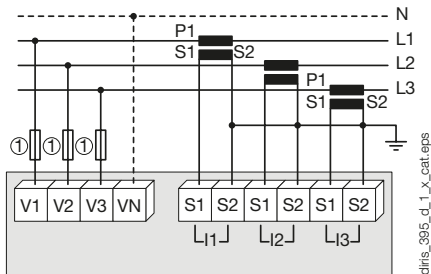 N
P1 L1
S1 S2
L2
P1
L3
S1 S2
① ① ①
V1 V2 V3 VN S1 S2 S1 S2 S1 S2
I1 I2 I3
diris_395_d_1_x_cat.eps